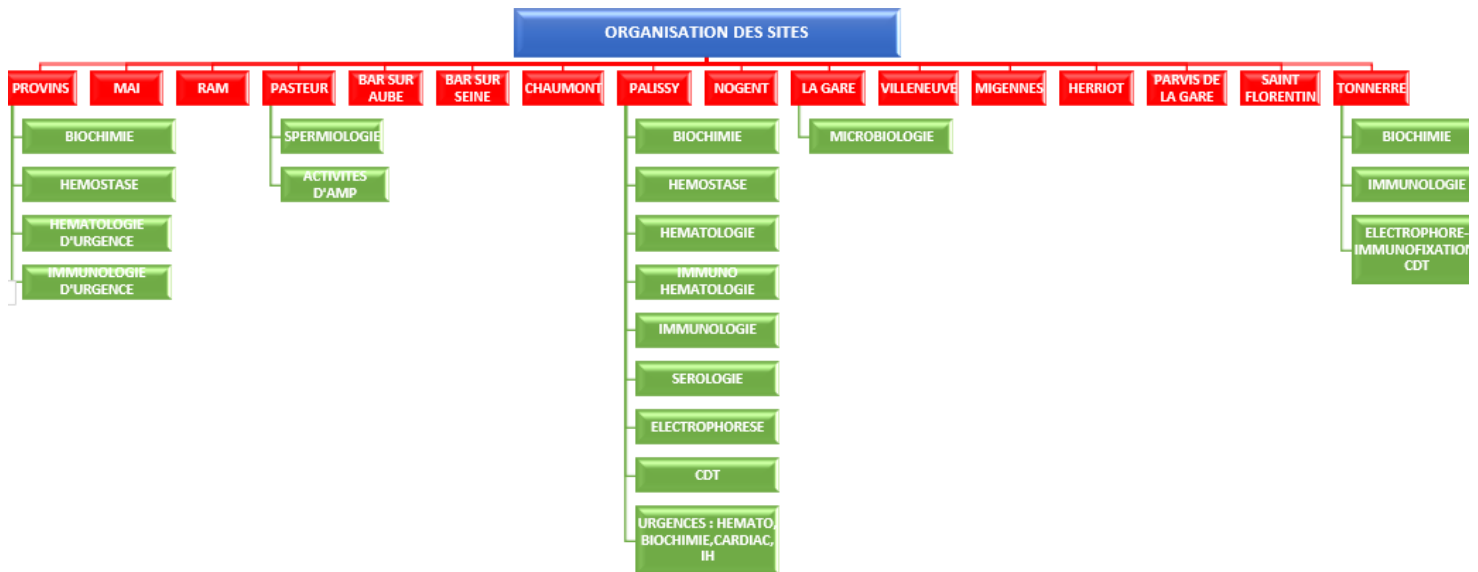 ORGANISATION DES SITES
PROVINS
MAI
RAM
PASTEUR
BAR SUR
AUBE
BAR SUR
SEINE
CHAUMONT
PALISSY
NOGENT
LA GARE
VILLENEUVE
MIGENNES
HERRIOT
PARVIS DE
LA GARE
SAINT
FLORENTIN
TONNERRE
BIOCHIMIE
HEMOSTASE
HEMATOLOGIE
D'URGENCE
IMMUNOLOGIE
D'URGENCE
SPERMIOLOGIE
ACTIVITES
D'AMP
BIOCHIMIE
HEMOSTASE
HEMATOLOGIE
IMMUNO
HEMATOLOGIE
IMMUNOLOGIE
SEROLOGIE
ELECTROPHORESE
CDT
URGENCES : HEMATO,
BIOCHIMIE,CARDIAC,
IH
MICROBIOLOGIE
BIOCHIMIE
IMMUNOLOGIE
ELECTROPHORE-
IMMUNOFIXATION
CDT